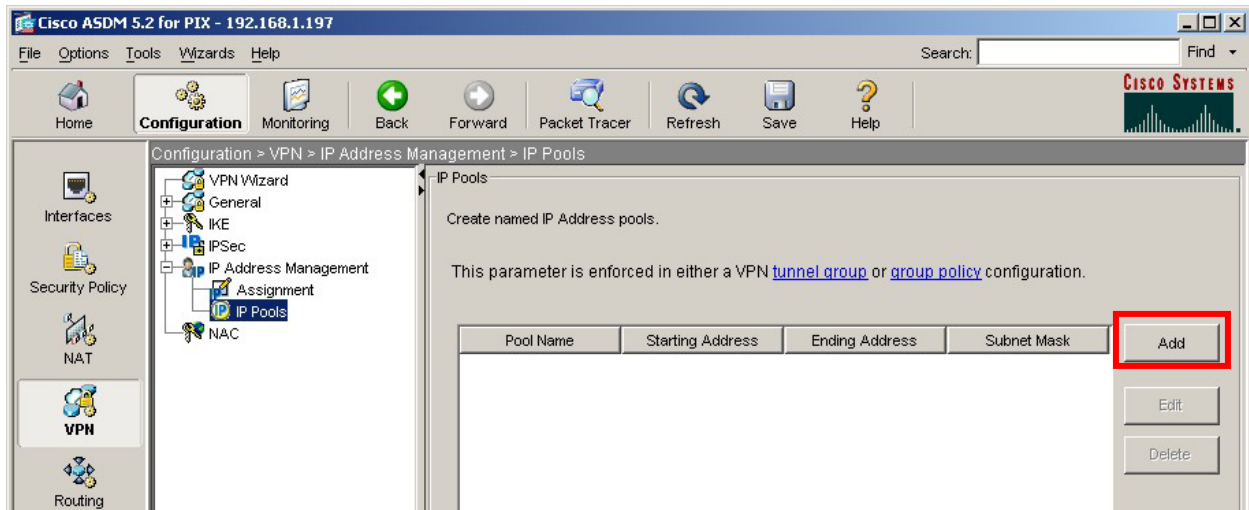 Cisco ASDM 5.2 for PIX - 192.168.1.197
File Options Tools Wizards Help Search: Find
Home Configuration Monitoring Back Forward Packet Tracer Refresh Save Help
CISCO SYSTEMS
Configuration > VPN > IP Address Management > IP Pools
Interfaces
Security Policy
NAT
VPN
Routing
VPN Wizard
General
IKE
IPSec
IP Address Management
Assignment
IP Pools
NAC
IP Pools
Create named IP Address pools.
This parameter is enforced in either a VPN tunnel group or group policy configuration.
Pool Name Starting Address Ending Address Subnet Mask
Add
Edit
Delete